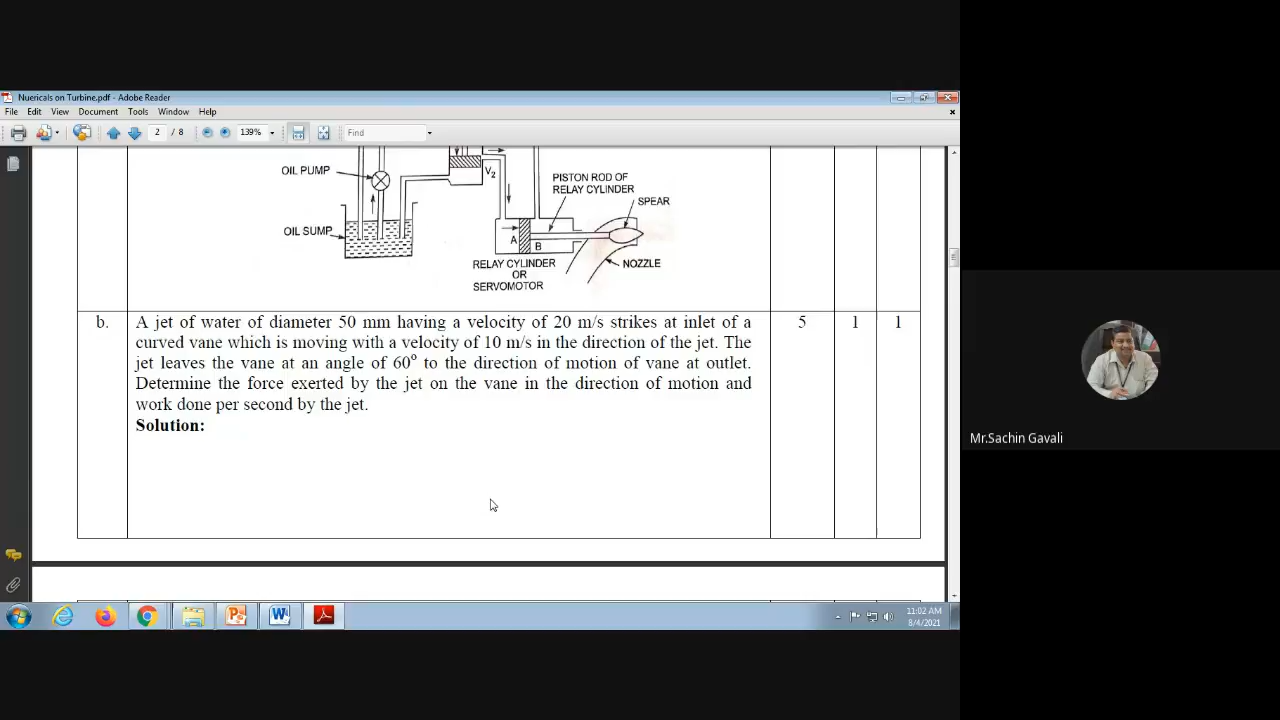 Nuericals on Turbine.pdf - Adobe Reader
File Edit View Document Tools Window Help
2 / 8 139% Find
OIL PUMP
V2
PISTON ROD OF
RELAY CYLINDER
SPEAR
OIL SUMP
A
B
RELAY CYLINDER
OR
SERVOMOTOR
NOZZLE
b. A jet of water of diameter 50 mm having a velocity of 20 m/s strikes at inlet of a 5 1 1
curved vane which is moving with a velocity of 10 m/s in the direction of the jet. The
jet leaves the vane at an angle of 60° to the direction of motion of vane at outlet.
Determine the force exerted by the jet on the vane in the direction of motion and
work done per second by the jet.
Solution:
Mr.Sachin Gavali
11:02 AM
8/4/2021